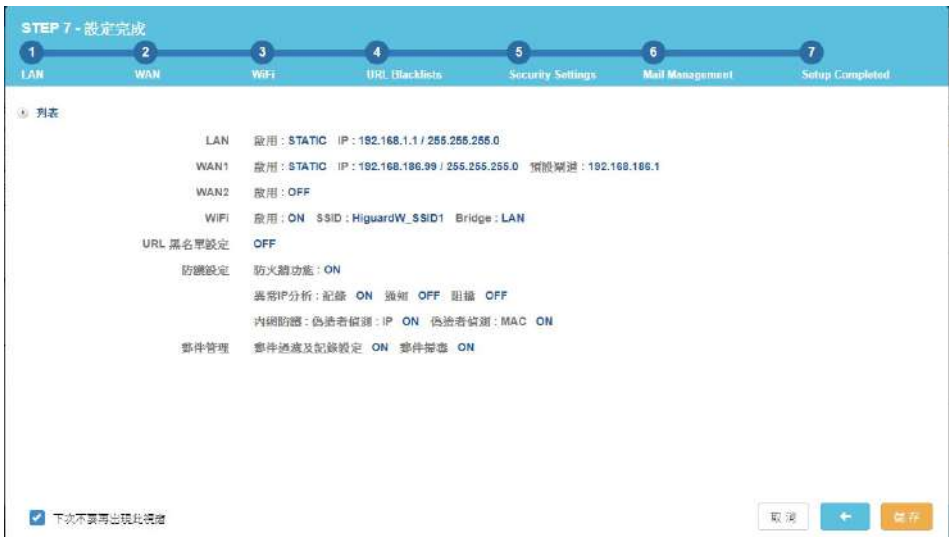 STEP 7 - 設定完成
1 2 3 4 5 6 7
LAN WAN WiFi URL Blacklists Security Settings Mail Management Setup Completed
列表
LAN 啟用 : STATIC IP : 192.168.1.1 / 255.255.255.0
WAN1 啟用 : STATIC IP : 192.168.186.99 / 255.255.255.0 預設閘道 : 192.168.186.1
WAN2 啟用 : OFF
WiFi 啟用 : ON SSID : HiguardW_SSID1 Bridge : LAN
URL 黑名單設定 OFF
防護設定 防火牆功能 : ON
異常IP分析 : 記錄 ON 通知 OFF 阻擋 OFF
內網防護 : 偽造者偵測 : IP ON 偽造者偵測 : MAC ON
郵件管理 郵件過濾及記錄設定 ON 郵件掃毒 ON
下次不要再出現此視窗
取消 儲存